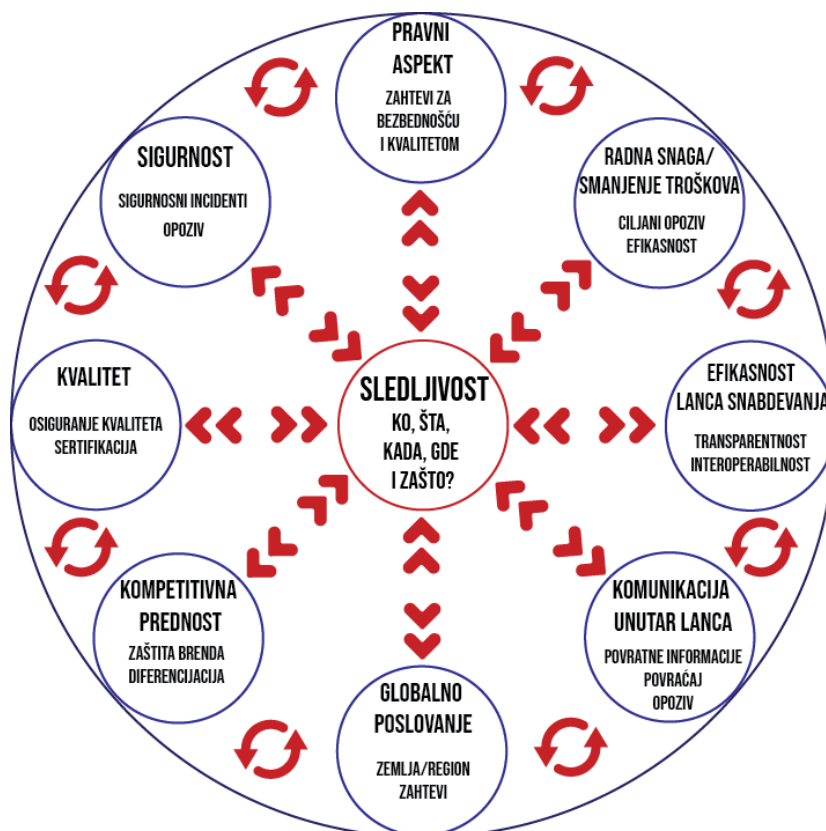 PRAVNI
ASPEKT
ZAHTEVI ZA
BEZBEDNOŠĆU
I KVALITETOM
SIGURNOST
SIGURNOSNI INCIDENTI
OPOZIV
RADNA SNAGA/
SMANJENJE TROŠKOVA
CILJANI OPOZIV
EFIKASNOST
KVALITET
OSIGURANJE KVALITETA
SERTIFIKACIJA
SLEDLJIVOST
KO, ŠTA,
KADA, GDE
I ZAŠTO?
EFIKASNOST
LANCA SNABDEVANJA
TRANSPARENTNOST
INTEROPERABILNOST
KOMPETITIVNA
PREDNOST
ZAŠTITA BRENDA
DIFERENCIJACIJA
KOMUNIKACIJA
UNUTAR LANCA
POVRATNE INFORMACIJE
POVRAĆAJ
OPOZIV
GLOBALNO
POSLOVANJE
ZEMLJA/REGION
ZAHTEVI